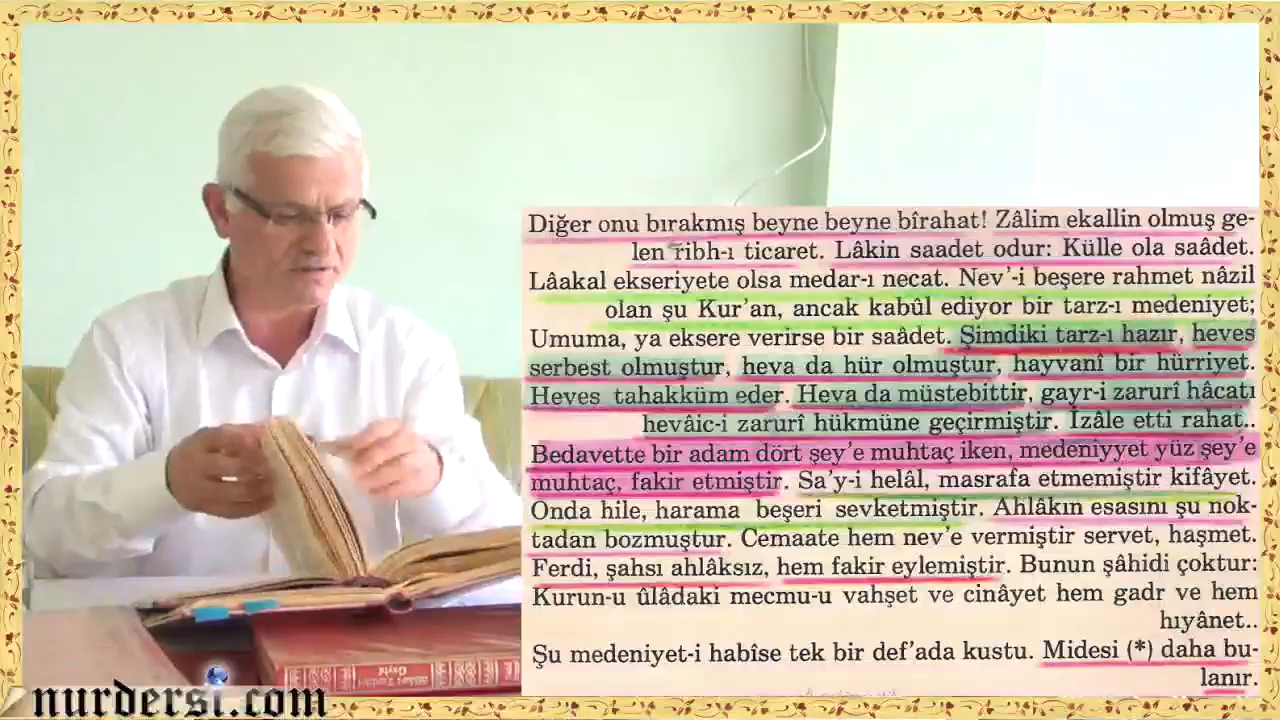 Diğer onu bırakmış beyne beyne bîrahat! Zâlim ekallin olmuş ge-
len ribh-ı ticaret. Lâkin saadet odur: Külle ola saâdet.
Lâakal ekseriyete olsa medar-ı necat. Nev'-i beşere rahmet nâzil
olan şu Kur'an, ancak kabûl ediyor bir tarz-ı medeniyet;
Umuma, ya eksere verirse bir saâdet. Şimdiki tarz-ı hazır, heves
serbest olmuştur, heva da hür olmuştur, hayvanî bir hürriyet.
Heves tahakküm eder. Heva da müstebittir, gayr-i zarurî hâcatı
hevâic-i zarurî hükmüne geçirmiştir. İzâle etti rahat..
Bedavette bir adam dört şey'e muhtaç iken, medeniyyet yüz şey'e
muhtaç, fakir etmiştir. Sa'y-i helâl, masrafa etmemiştir kifâyet.
Onda hile, harama beşeri sevketmiştir. Ahlâkın esasını şu nok-
tadan bozmuştur. Cemaate hem nev'e vermiştir servet, haşmet.
Ferdi, şahsı ahlâksız, hem fakir eylemiştir. Bunun şâhidi çoktur:
Kurun-u ûlâdaki mecmu-u vahşet ve cinâyet hem gadr ve hem
hıyânet..
Şu medeniyet-i habîse tek bir def'ada kustu. Midesi (*) daha bu-
lanır.
nurdersi.com